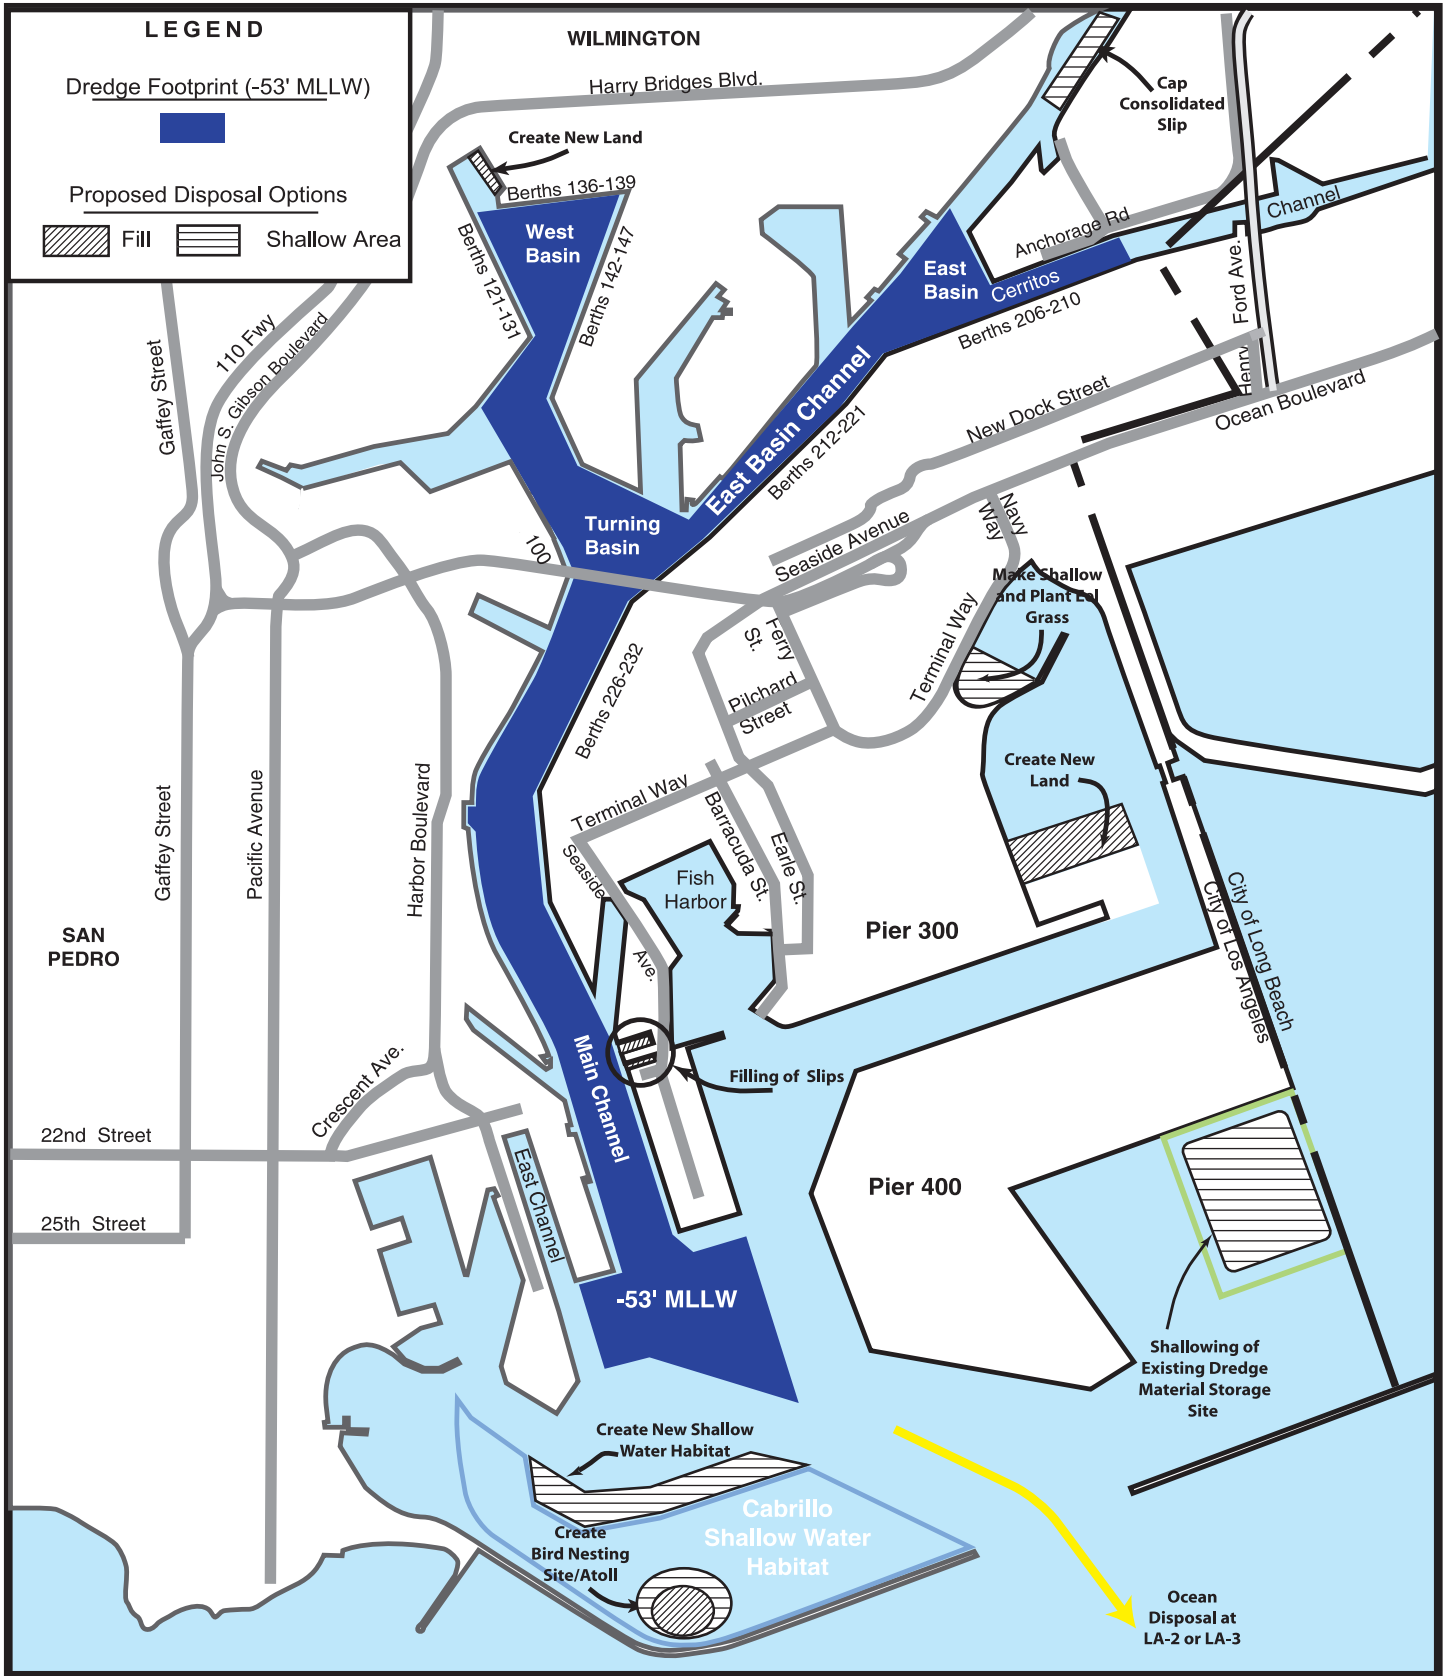 LEGEND
Dredge Footprint (-53' MLLW)
Proposed Disposal Options
Fill
Shallow Area
WILMINGTON
Harry Bridges Blvd.
Create New Land
Cap
Consolidated
Slip
Berths 136-139
West
Basin
Berths 121-131
Berths 142-147
East
Basin
Cerritos
Channel
Anchorage Rd
Berths 206-210
Henry
Ford Ave.
110 Fwy
John S. Gibson Boulevard
Gaffey Street
East Basin Channel
Berths 212-221
New Dock Street
Ocean Boulevard
Turning
Basin
100
Seaside Avenue
Navy
Way
Make Shallow
and Plant Eel
Grass
Ferry
St.
Pilchard
Street
Terminal Way
Berths 226-232
Create New
Land
Terminal Way
Seaside
Ave.
Barracuda St.
Earle St.
Fish
Harbor
Gaffey Street
Pacific Avenue
Harbor Boulevard
SAN
PEDRO
Pier 300
City of Long Beach
City of Los Angeles
Main Channel
Filling of Slips
Crescent Ave.
22nd Street
25th Street
East Channel
Pier 400
-53' MLLW
Shallowing of
Existing Dredge
Material Storage
Site
Create New Shallow
Water Habitat
Cabrillo
Shallow Water
Habitat
Create
Bird Nesting
Site/Atoll
Ocean
Disposal at
LA-2 or LA-3